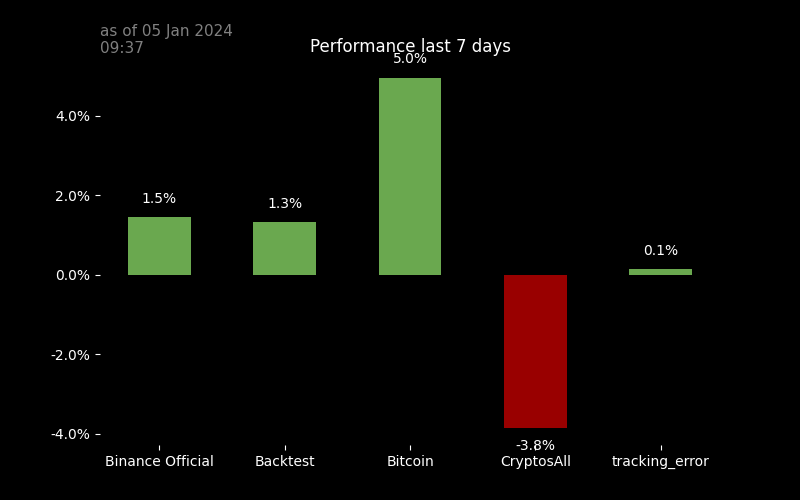 as of 05 Jan 2024
09:37
Performance last 7 days
5.0%
4.0%
2.0%
1.5%
1.3%
0.1%
0.0%
-2.0%
-4.0%
-3.8%
Binance Official
Backtest
Bitcoin
CryptosAll
tracking_error